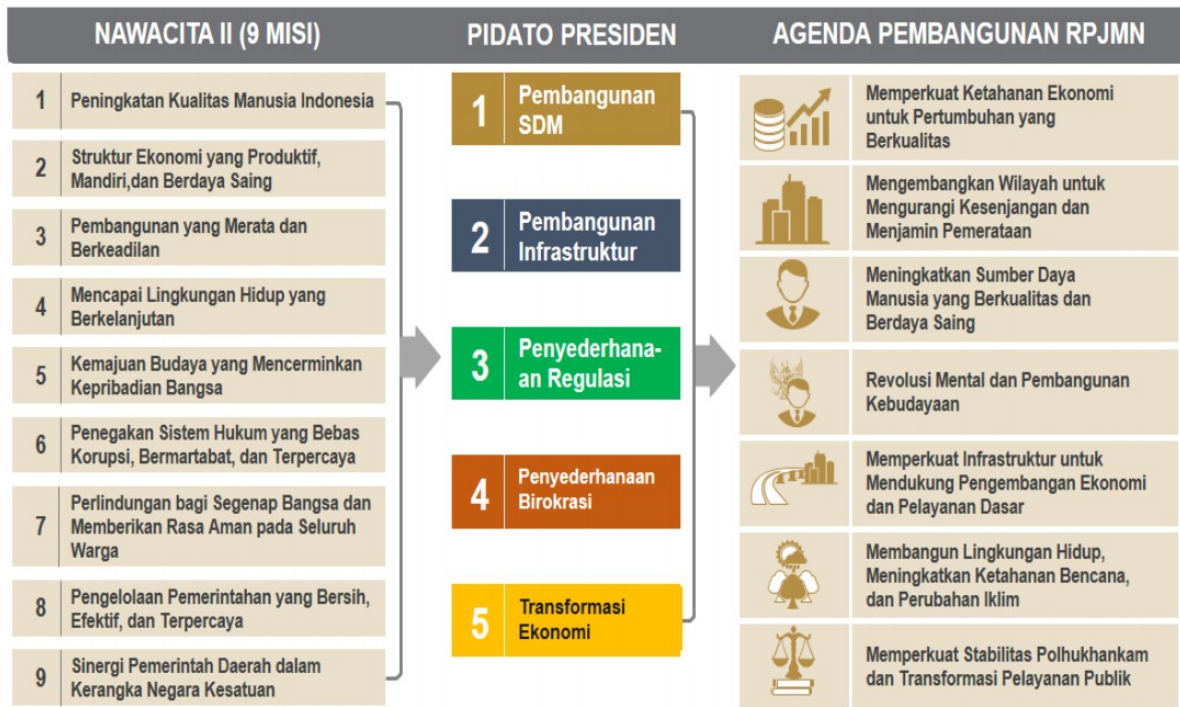 NAWACITA II (9 MISI)
1
Peningkatan Kualitas Manusia Indonesia
2
Struktur Ekonomi yang Produktif,
Mandiri,dan Berdaya Saing
3
Pembangunan yang Merata dan
Berkeadilan
4
Mencapai Lingkungan Hidup yang
Berkelanjutan
5
Kemajuan Budaya yang Mencerminkan
Kepribadian Bangsa
6
Penegakan Sistem Hukum yang Bebas
Korupsi, Bermartabat, dan Terpercaya
7
Perlindungan bagi Segenap Bangsa dan
Memberikan Rasa Aman pada Seluruh
Warga
8
Pengelolaan Pemerintahan yang Bersih,
Efektif, dan Terpercaya
9
Sinergi Pemerintah Daerah dalam
Kerangka Negara Kesatuan
PIDATO PRESIDEN
1
Pembangunan
SDM
2
Pembangunan
Infrastruktur
3
Penyederhana-
an Regulasi
4
Penyederhanaan
Birokrasi
5
Transformasi
Ekonomi
AGENDA PEMBANGUNAN RPJMN
Memperkuat Ketahanan Ekonomi
untuk Pertumbuhan yang
Berkualitas
Mengembangkan Wilayah untuk
Mengurangi Kesenjangan dan
Menjamin Pemerataan
Meningkatkan Sumber Daya
Manusia yang Berkualitas dan
Berdaya Saing
Revolusi Mental dan Pembangunan
Kebudayaan
Memperkuat Infrastruktur untuk
Mendukung Pengembangan Ekonomi
dan Pelayanan Dasar
Membangun Lingkungan Hidup,
Meningkatkan Ketahanan Bencana,
dan Perubahan Iklim
Memperkuat Stabilitas Polhukhankam
dan Transformasi Pelayanan Publik